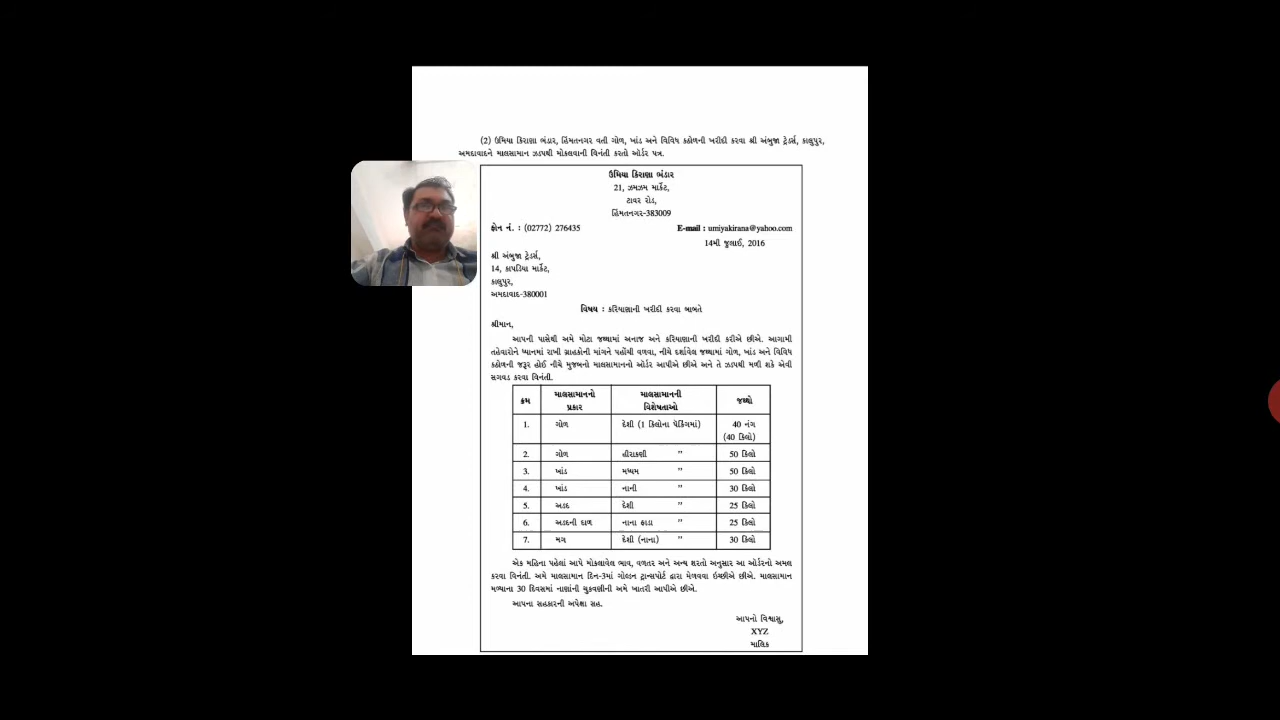 (2) ઉમિયા કિરાણા ભંડાર, હિંમતનગર વતી ગોળ, ખાંડ અને વિવિધ કઠોળની ખરીદી કરવા શ્રી અંબુજા ટ્રેડર્સ, કાલુપુર,
અમદાવાદને માલસામાન ઝડપથી મોકલવાની વિનંતી કરતો ઑર્ડર પત્ર.
ઉમિયા કિરાણા ભંડાર
21, ઝમઝમ માર્કેટ,
ટાવર રોડ,
હિંમતનગર-383009
ફોન નં. : (02772) 276435 E-mail : umiyakirana@yahoo.com
14મી જુલાઈ, 2016
શ્રી અંબુજા ટ્રેડર્સ,
14, કાપડિયા માર્કેટ,
કાલુપુર,
અમદાવાદ-380001
વિષય : કરિયાણાની ખરીદી કરવા બાબતે
શ્રીમાન,
આપની પાસેથી અમે મોટા જથ્થામાં અનાજ અને કરિયાણાની ખરીદી કરીએ છીએ. આગામી
તહેવારોને ધ્યાનમાં રાખી ગ્રાહકોની માંગને પહોંચી વળવા, નીચે દર્શાવેલ જથ્થામાં ગોળ, ખાંડ અને વિવિધ
કઠોળની જરૂર હોઈ નીચે મુજબનો માલસામાનનો ઑર્ડર આપીએ છીએ અને તે ઝડપથી મળી શકે એવી
સગવડ કરવા વિનંતી.
ક્રમ માલસામાનનો પ્રકાર માલસામાનની વિશેષતાઓ જથ્થો
1. ગોળ દેશી (1 કિલોના પેકિંગમાં) 40 નંગ
(40 કિલો)
2. ગોળ હીરાકણી ” 50 કિલો
3. ખાંડ મધ્યમ ” 50 કિલો
4. ખાંડ નાની ” 30 કિલો
5. અડદ દેશી ” 25 કિલો
6. અડદની દાળ નાના ફાડા ” 25 કિલો
7. મગ દેશી (નાના) ” 30 કિલો
એક મહિના પહેલાં આપે મોકલાવેલ ભાવ, વળતર અને અન્ય શરતો અનુસાર આ ઑર્ડરનો અમલ
કરવા વિનંતી. અમે માલસામાન દિન-3માં ગોલ્ડન ટ્રાન્સપોર્ટ દ્વારા મેળવવા ઇચ્છીએ છીએ. માલસામાન
મળ્યાના 30 દિવસમાં નાણાંની ચુકવણીની અમે ખાતરી આપીએ છીએ.
આપના સહકારની અપેક્ષા સહ.
આપનો વિશ્વાસુ,
XYZ
માલિક